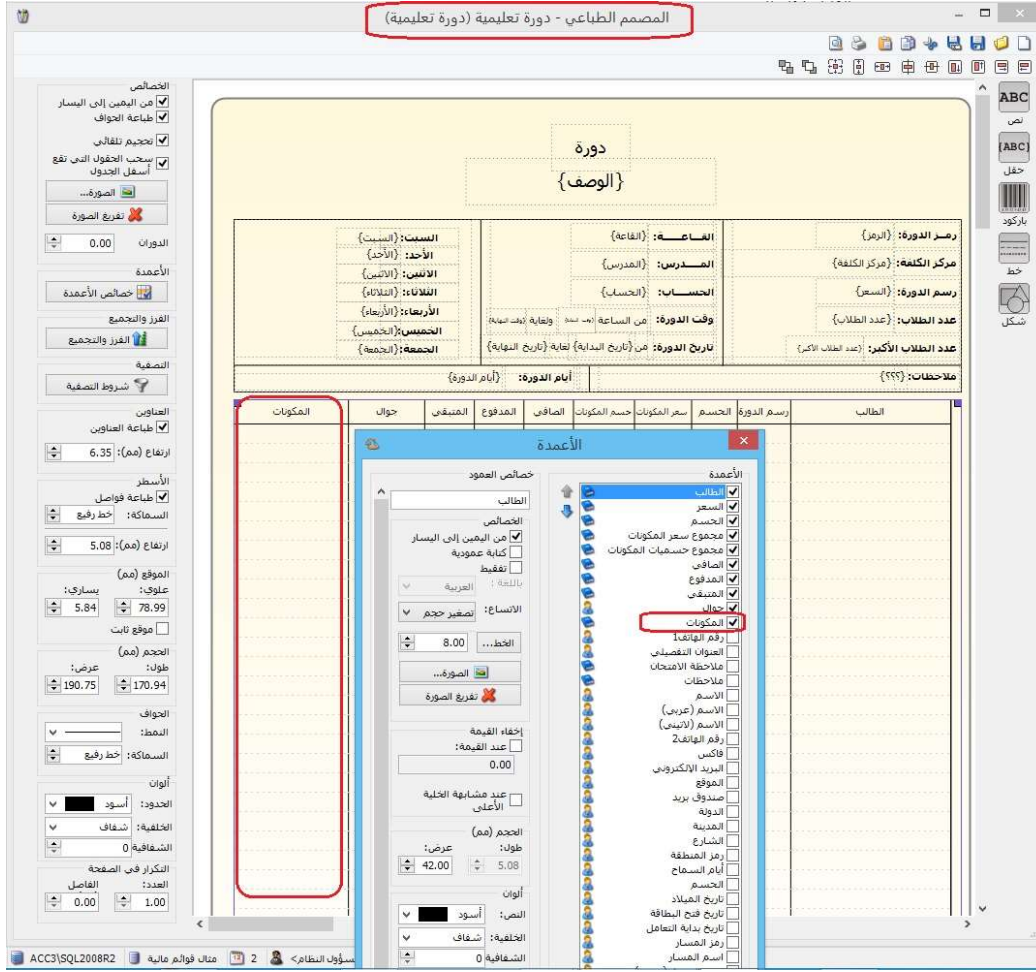 المصمم الطباعي - دورة تعليمية (دورة تعليمية)
ABC
نص
{ABC}
حقل
باركود
خط
شكل
دورة
{الوصف}
رمـز الدورة: {الرمز}
مركز الكلفة: {مركز الكلفة}
رسم الدورة: {السعر}
عدد الطلاب: {عدد الطلاب}
عدد الطلاب الأكبر: {عدد الطلاب الأكبر}
القــاعــــة: {القاعة}
المـــدرس: {المدرس}
الحســـاب: {الحساب}
وقت الدورة: من الساعة ولغاية {وقت النهاية}
تاريخ الدورة: من {تاريخ البداية} لغاية {تاريخ النهاية}
السبت: {السبت}
الأحد: {الأحد}
الاثنين: {الاثنين}
الثلاثاء: {الثلاثاء}
الأربعاء: {الأربعاء}
الخميس: {الخميس}
الجمعة: {الجمعة}
ملاحظات: {؟؟؟}
أيام الدورة: {أيام الدورة}
الطالب رسم الدورة الحسم سعر المكونات حسم المكونات الصافي المدفوع المتبقي جوال المكونات
الأعمدة
الأعمدة
الطالب
السعر
الحسم
مجموع سعر المكونات
مجموع حسميات المكونات
الصافي
المدفوع
المتبقي
جوال
المكونات
رقم الهاتف1
العنوان التفصيلي
ملاحظة الامتحان
ملاحظات
الاسم
الاسم (عربي)
الاسم (لاتيني)
رقم الهاتف2
فاكس
البريد الالكتروني
الموقع
صندوق بريد
الدولة
المدينة
الشارع
رمز المنطقة
أيام السماح
الحسم
تاريخ الميلاد
تاريخ فتح البطاقة
تاريخ بداية التعامل
رمز المسار
اسم المسار
خصائص العمود
الطالب
الخصائص
من اليمين إلى اليسار
كتابة عمودية
تفقيط
باللغة : العربية
الاتساع: تصغير حجم
الخط... 8.00
الصورة...
تفريغ الصورة
إخفاء القيمة
عند القيمة:
0.00
عند مشابهة الخلية
الأعلى
الحجم (مم)
طول: عرض:
5.08 42.00
ألوان
النص: أسود
الخلفية: شفاف
الشفافية 0
الخصائص
من اليمين إلى اليسار
طباعة الحواف
تحجيم تلقائي
سحب الحقول التي تقع
أسفل الجدول
الصورة...
تفريغ الصورة
الدوران 0.00
الأعمدة
خصائص الأعمدة
الفرز والتجميع
الفرز والتجميع
التصفية
شروط التصفية
العناوين
طباعة العناوين
ارتفاع (مم): 6.35
الأسطر
طباعة فواصل
السماكة: خط رفيع
ارتفاع (مم): 5.08
الموقع (مم)
علوي: يساري:
78.99 5.84
موقع ثابت
الحجم (مم)
طول: عرض:
170.94 190.75
الحواف
النمط:
السماكة: خط رفيع
ألوان
الحدود: أسود
الخلفية: شفاف
الشفافية 0
التكرار في الصفحة
العدد: الفاصل
1.00 0.00
ACC3\SQL2008R2 مثال قوائم مالية 2 <سؤول النظام